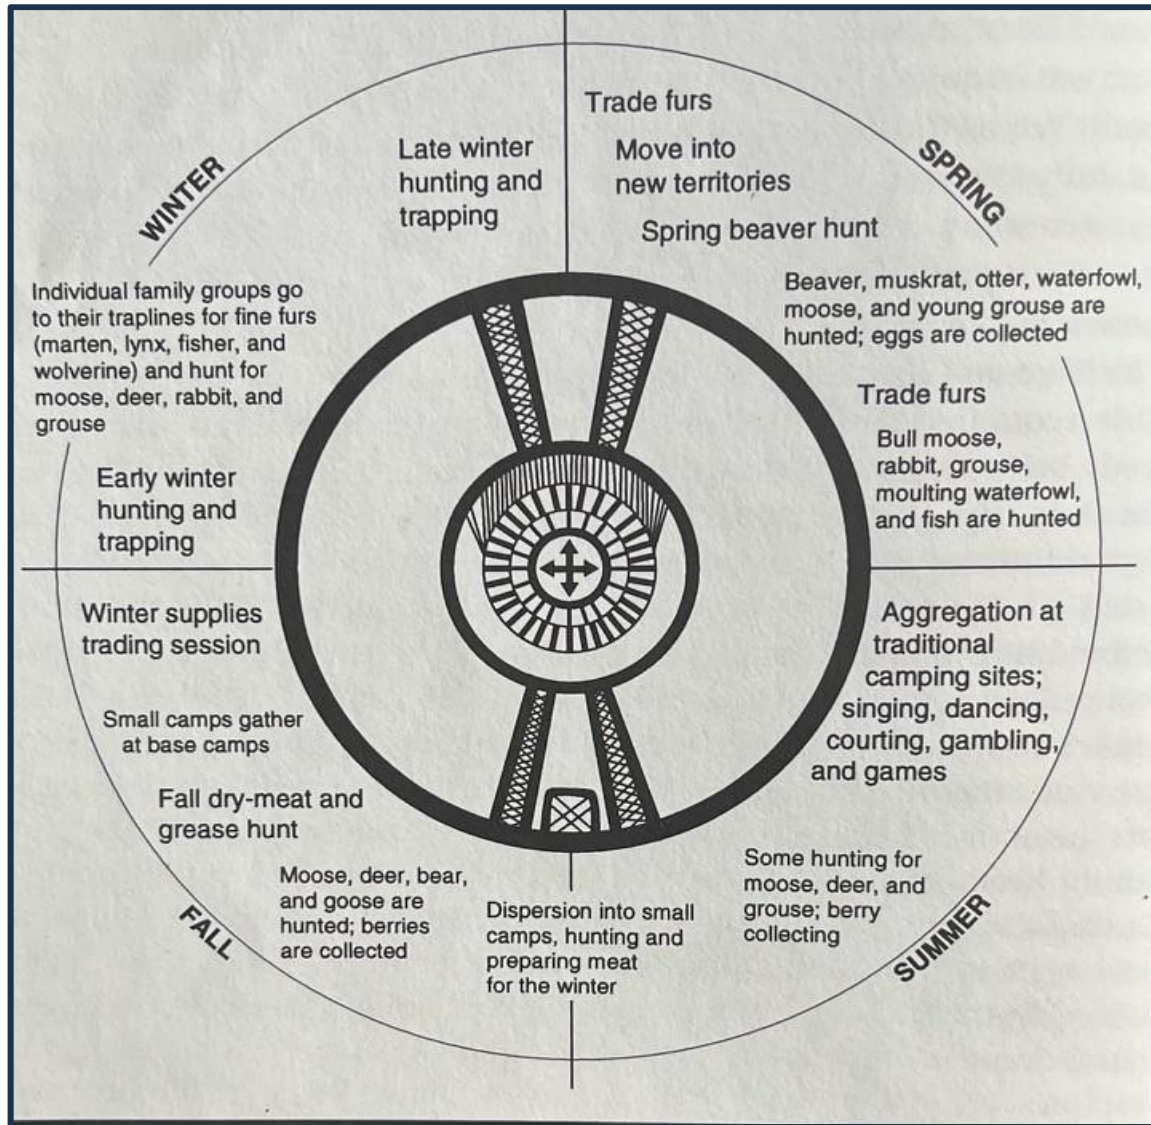 Trade furs
Move into
new territories
Spring beaver hunt
SPRING
Beaver, muskrat, otter, waterfowl,
moose, and young grouse are
hunted; eggs are collected
Trade furs
Bull moose,
rabbit, grouse,
moulting waterfowl,
and fish are hunted
Aggregation at
traditional
camping sites;
singing, dancing,
courting, gambling,
and games
Some hunting for
moose, deer, and
grouse; berry
collecting
SUMMER
Dispersion into small
camps, hunting and
preparing meat
for the winter
Moose, deer, bear,
and goose are
hunted; berries
are collected
FALL
Fall dry-meat and
grease hunt
Small camps gather
at base camps
Winter supplies
trading session
Early winter
hunting and
trapping
Individual family groups go
to their traplines for fine furs
(marten, lynx, fisher, and
wolverine) and hunt for
moose, deer, rabbit, and
grouse
WINTER
Late winter
hunting and
trapping